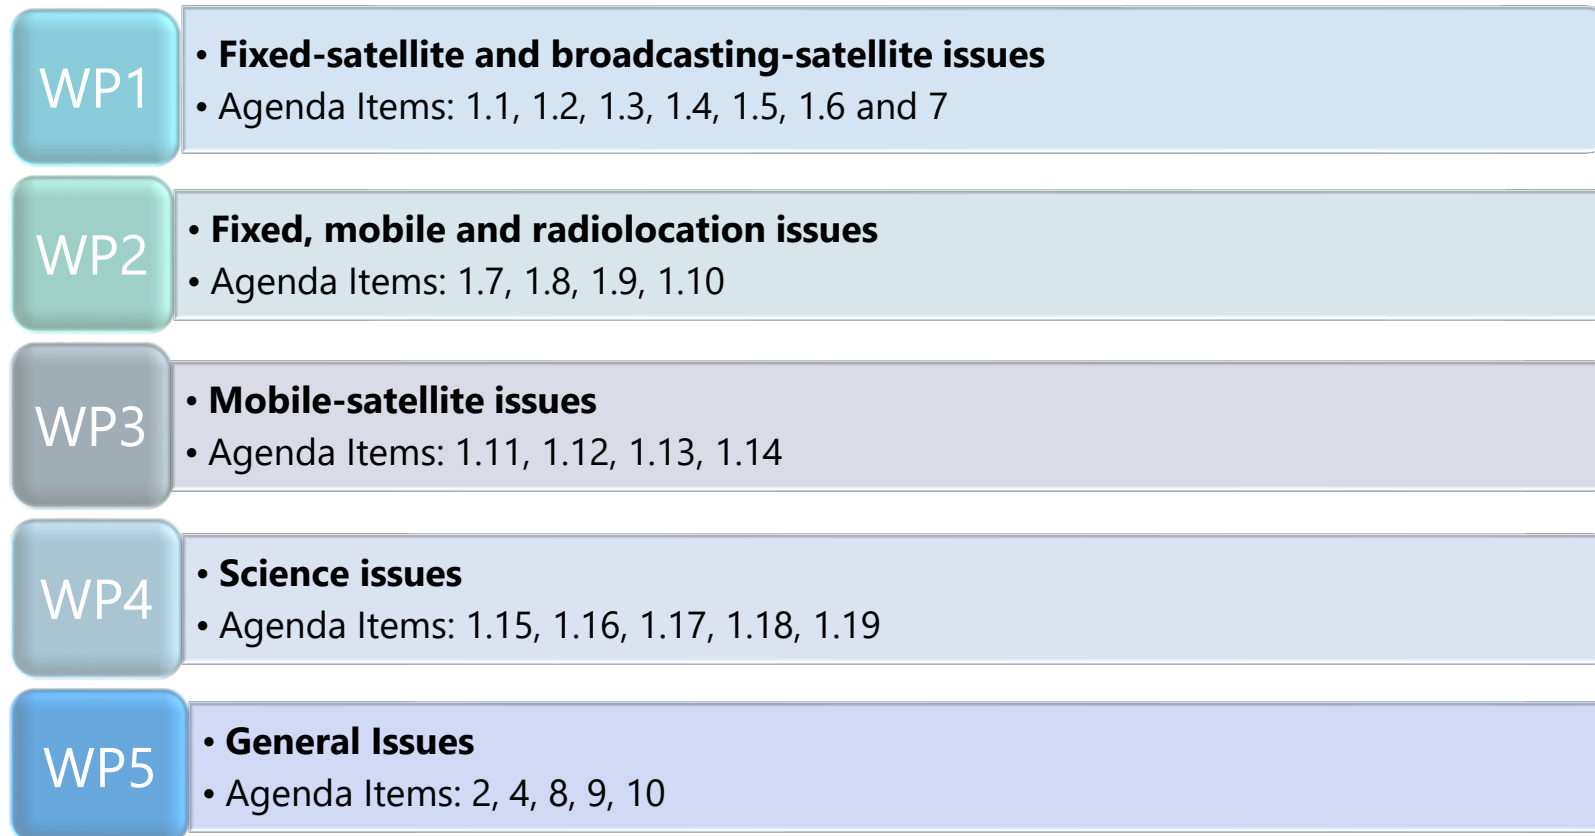 WP1
• Fixed-satellite and broadcasting-satellite issues
• Agenda Items: 1.1, 1.2, 1.3, 1.4, 1.5, 1.6 and 7
WP2
• Fixed, mobile and radiolocation issues
• Agenda Items: 1.7, 1.8, 1.9, 1.10
WP3
• Mobile-satellite issues
• Agenda Items: 1.11, 1.12, 1.13, 1.14
WP4
• Science issues
• Agenda Items: 1.15, 1.16, 1.17, 1.18, 1.19
WP5
• General Issues
• Agenda Items: 2, 4, 8, 9, 10